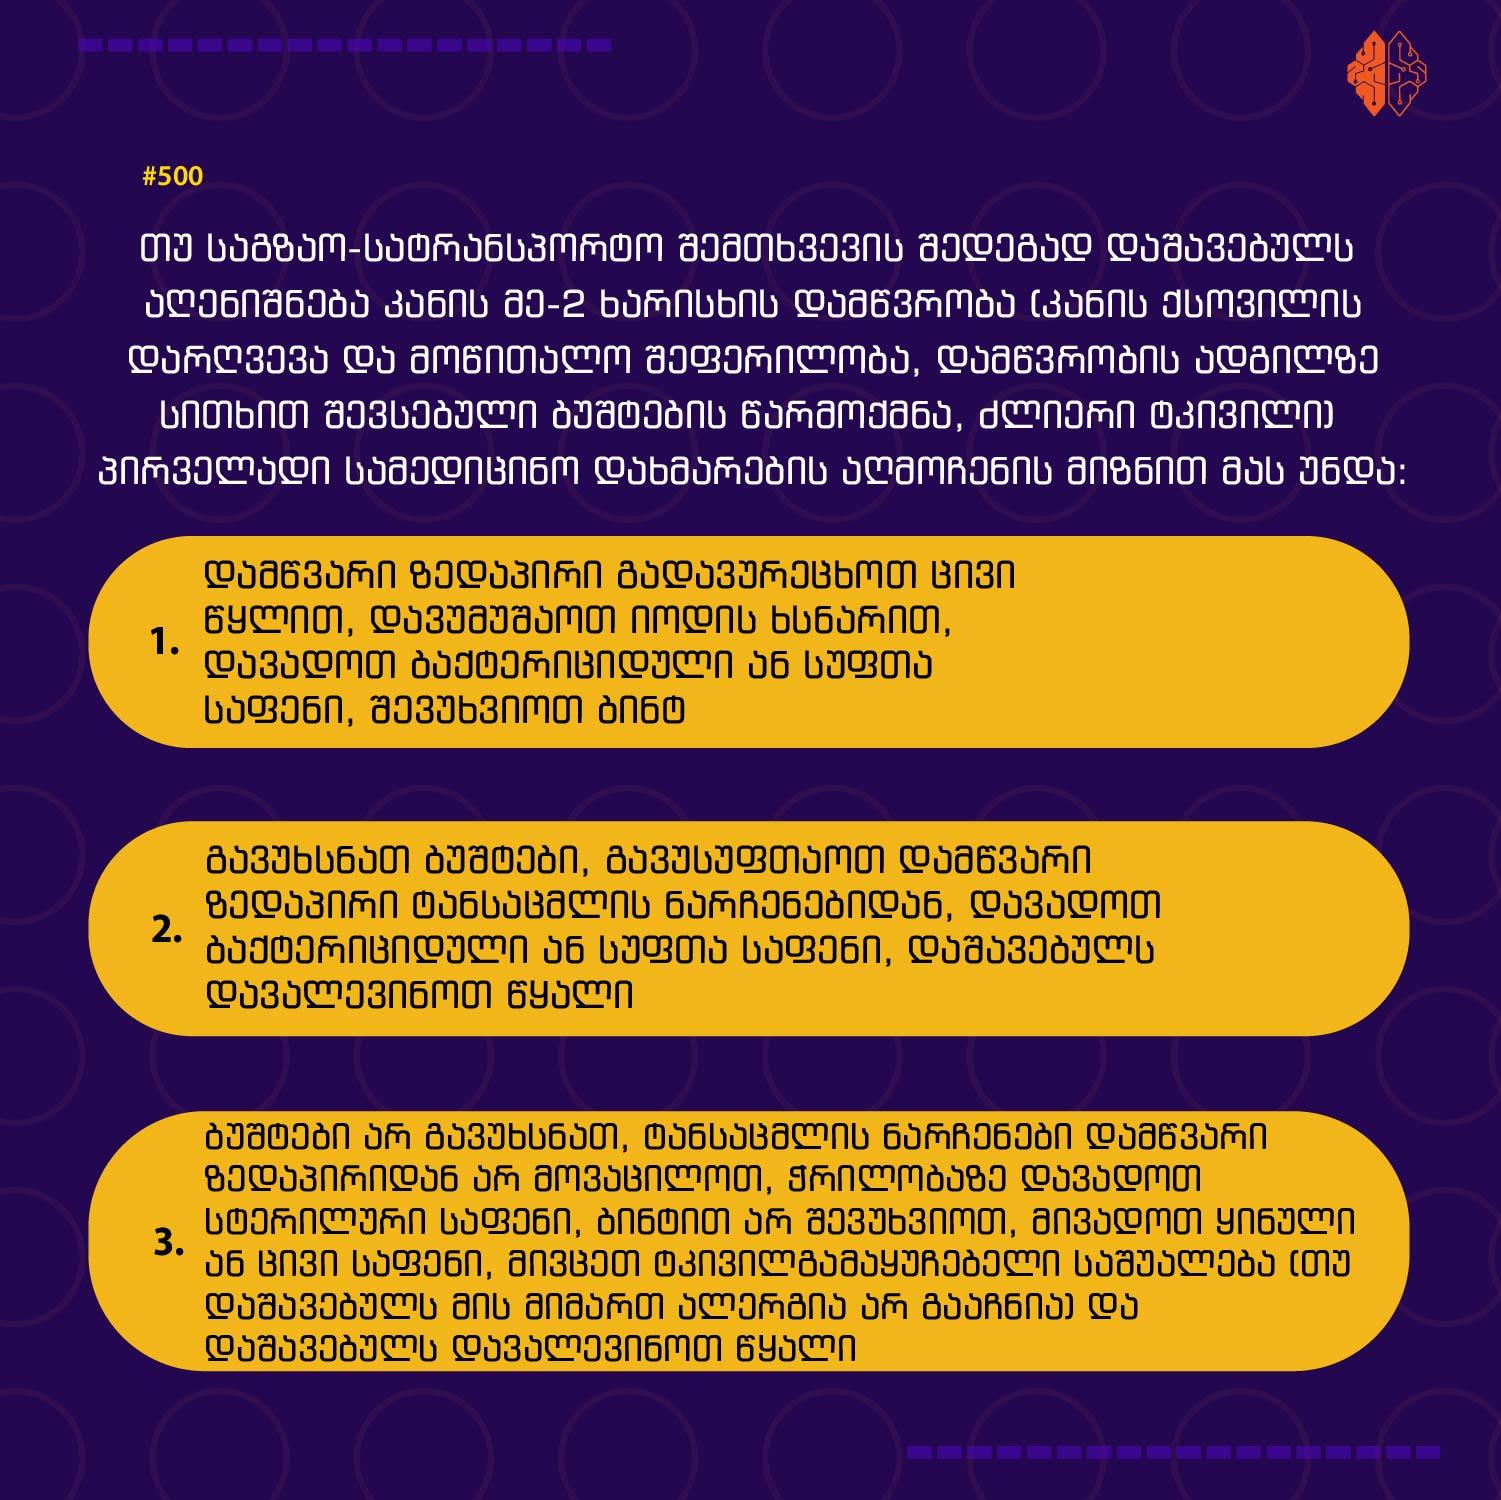 #500
თუ საგზაო-სატრანსპორტო შემთხვევის შედეგად დაშავებულს
აღენიშნება კანის მე-2 ხარისხის დამწვრობა (კანის ქსოვილის
დარღვევა და მოწითალო შეფერილობა, დამწვრობის ადგილზე
სითხით შევსებული ბუშტების წარმოქმნა, ძლიერი ტკივილი)
პირველადი სამედიცინო დახმარების აღმოჩენის მიზნით მას უნდა:
1. დამწვარი ზედაპირი გადავურეცხოთ ცივი
წყლით, დავუმუშაოთ იოდის ხსნარით,
დავადოთ ბაქტერიციდული ან სუფთა
საფენი, შევუხვიოთ ბინტ
2. გავუხსნათ ბუშტები, გავუსუფთაოთ დამწვარი
ზედაპირი ტანსაცმლის ნარჩენებიდან, დავადოთ
ბაქტერიციდული ან სუფთა საფენი, დაშავებულს
დავალევინოთ წყალი
3. ბუშტები არ გავუხსნათ, ტანსაცმლის ნარჩენები დამწვარი
ზედაპირიდან არ მოვაცილოთ, ჭრილობაზე დავადოთ
სტერილური საფენი, ბინტით არ შევუხვიოთ, მივადოთ ყინული
ან ცივი საფენი, მივცეთ ტკივილგამაყუჩებელი საშუალება (თუ
დაშავებულს მის მიმართ ალერგია არ გააჩნია) და
დაშავებულს დავალევინოთ წყალი